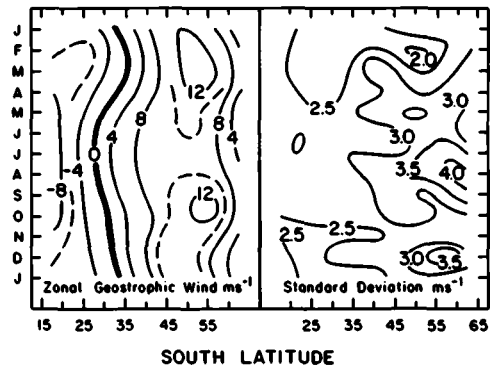 J
F
M
A
M
J
J
A
S
O
N
D
J
-8
-4
0
4
8
12
8
4
12
Zonal Geostrophic Wind ms⁻¹
2.5
2.0
3.0
3.0
3.5
4.0
2.5
2.5
3.0
3.5
Standard Deviation ms⁻¹
15 25 35 45 55 25 35 45 55 65
SOUTH LATITUDE